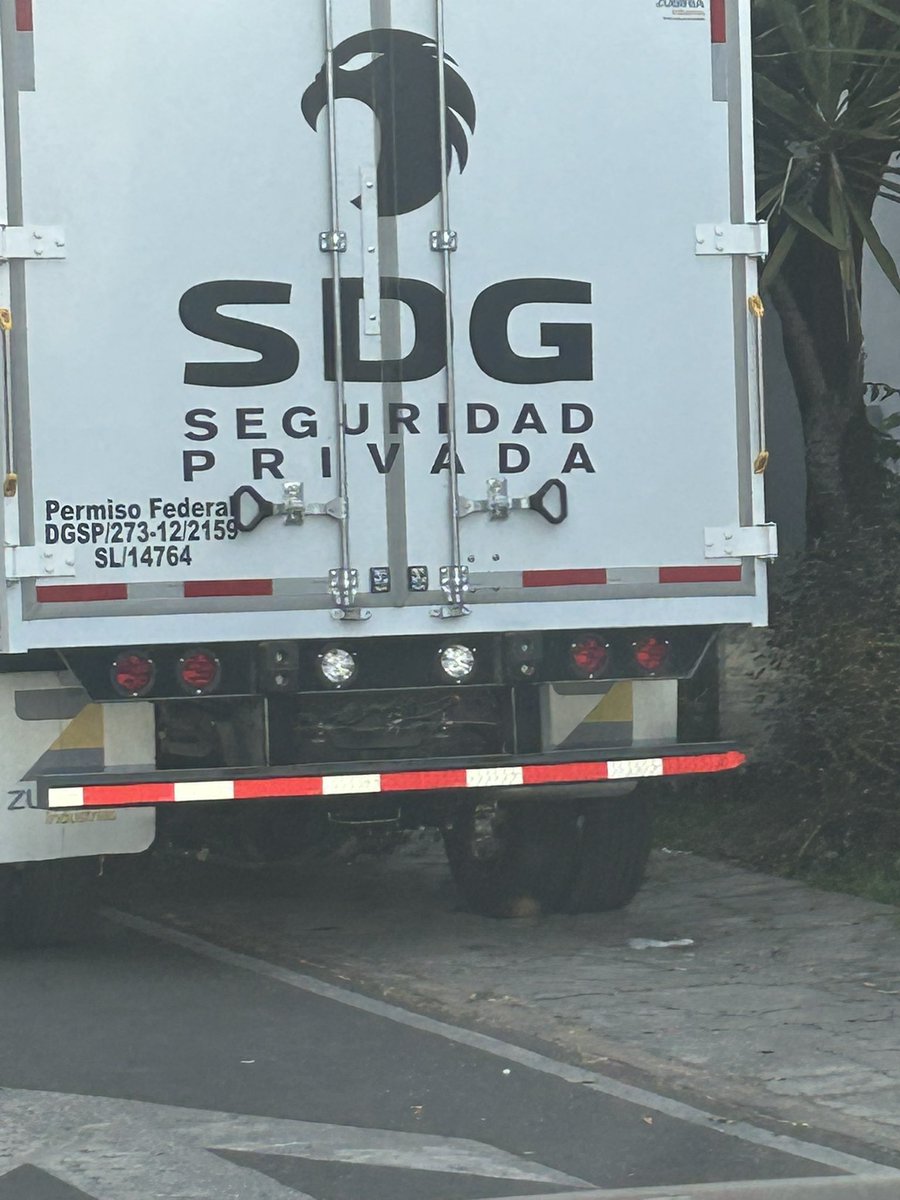 SDG
SEGURIDAD
PRIVADA
Permiso Federal
DGSP/273-12/2159
SL/14764